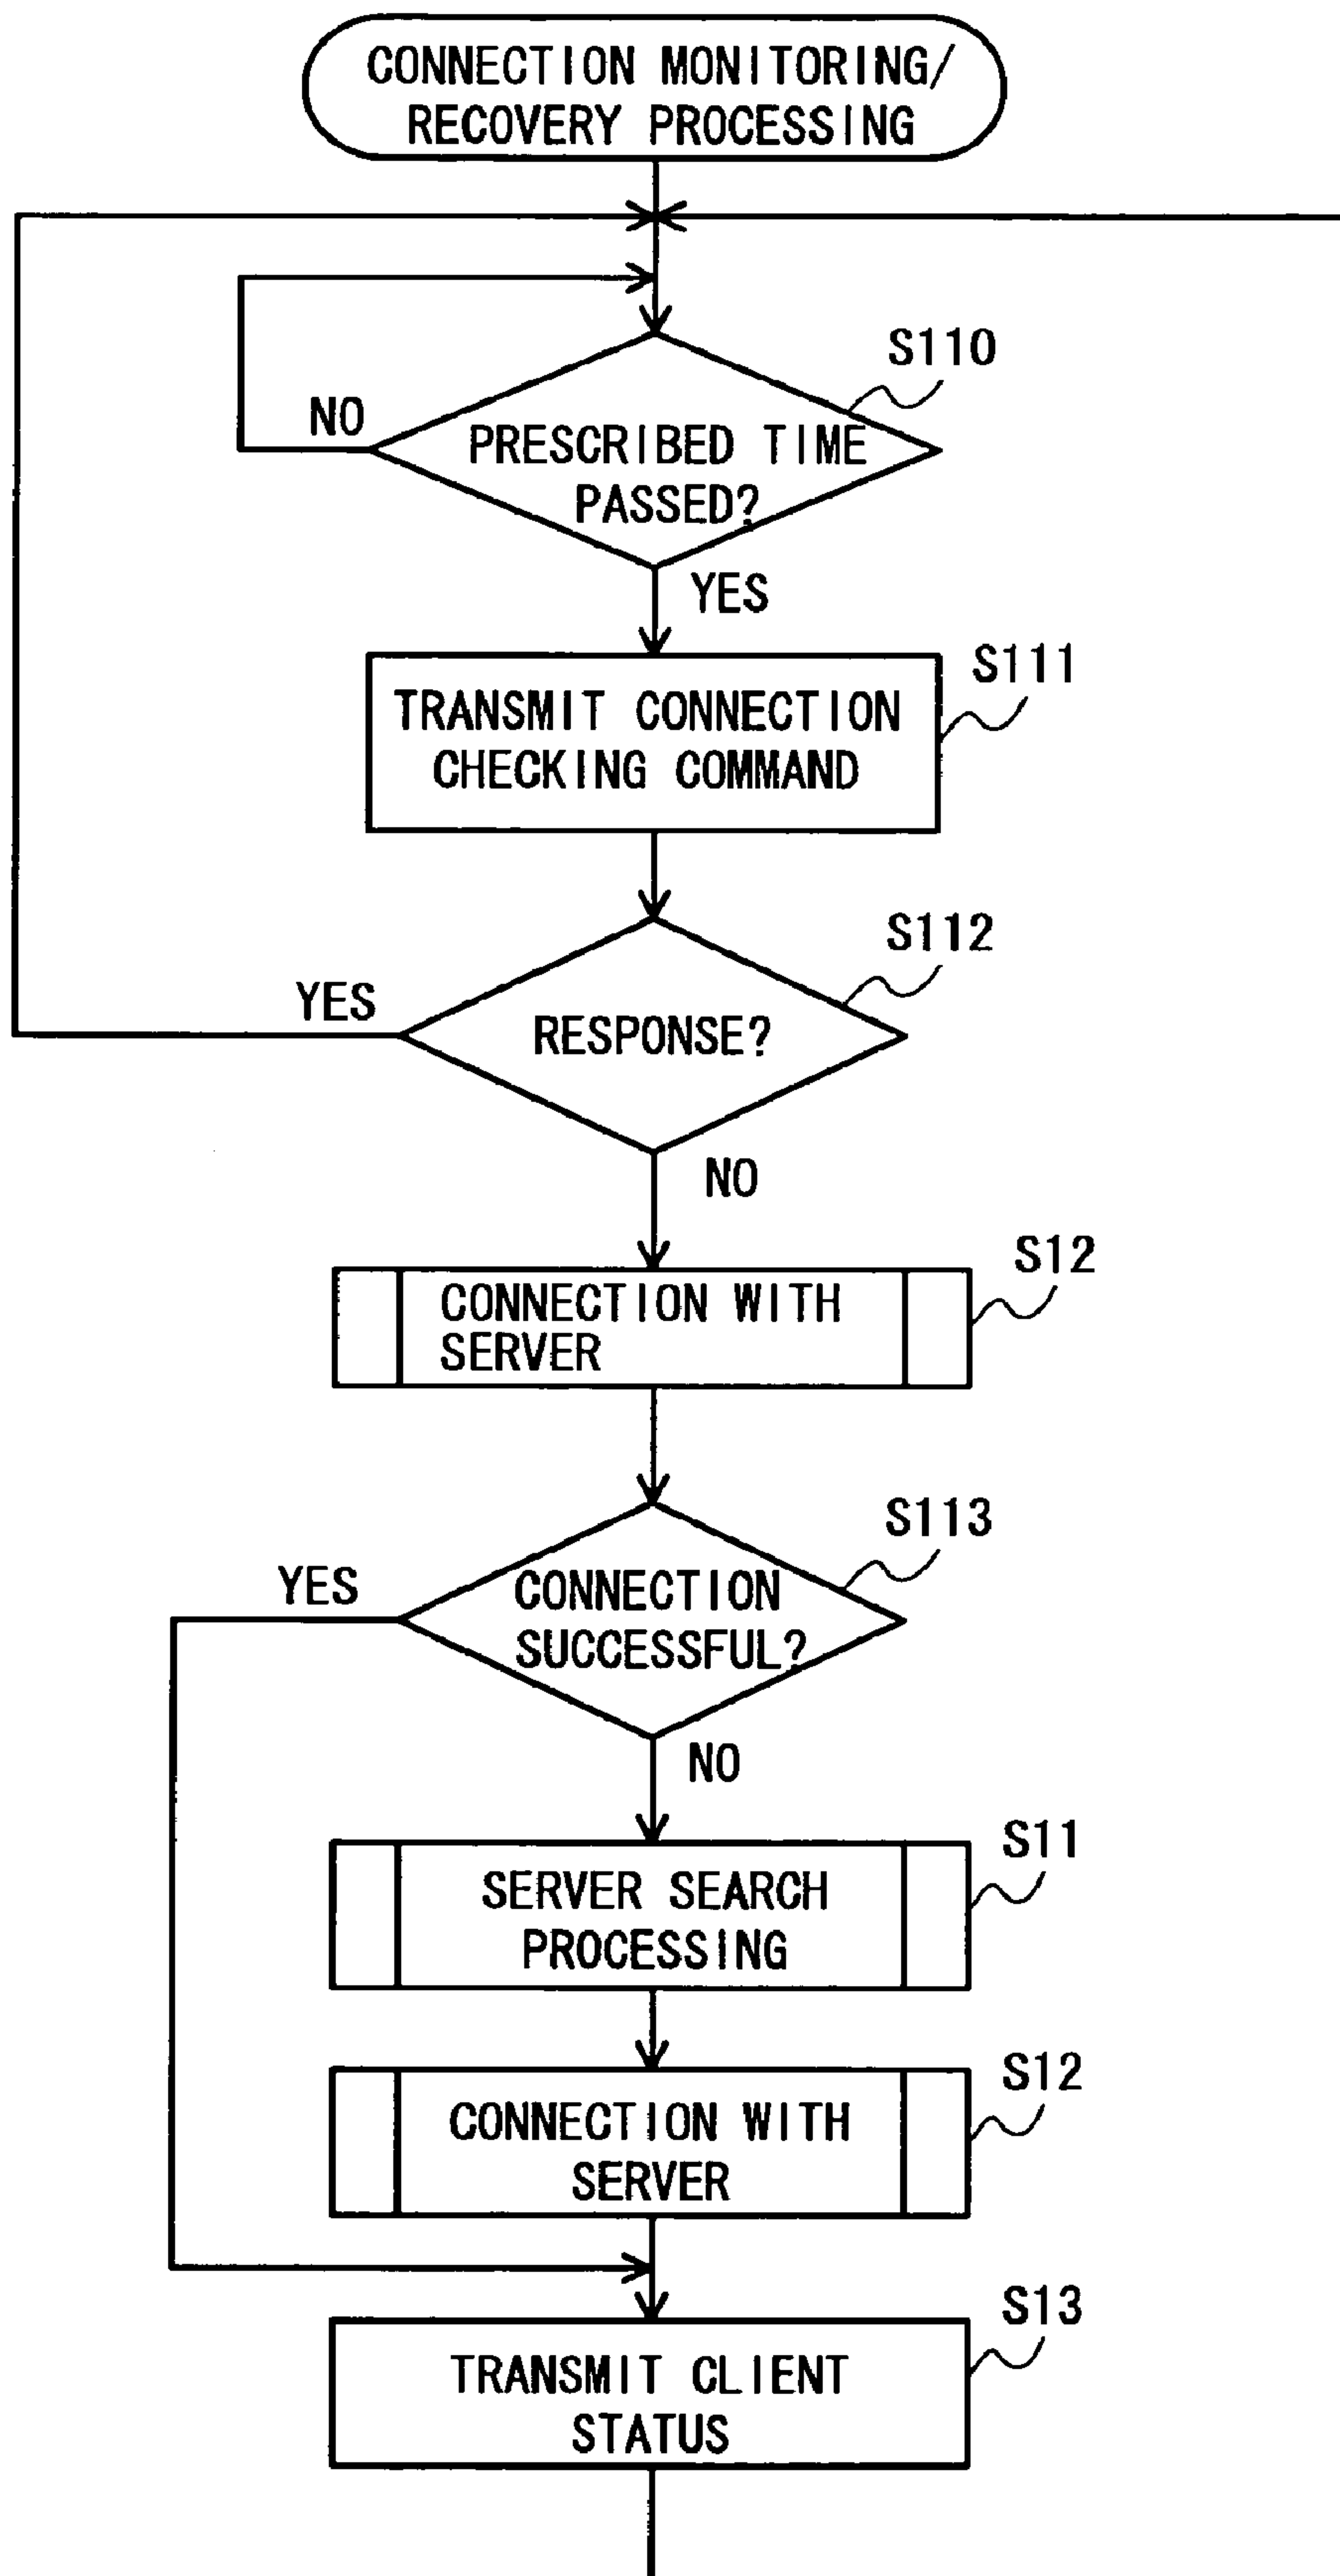 CONNECTION MONITORING/
RECOVERY PROCESSING
S110
NO
PRESCRIBED TIME
PASSED?
YES
S111
TRANSMIT CONNECTION
CHECKING COMMAND
S112
YES
RESPONSE?
NO
S12
CONNECTION WITH
SERVER
S113
YES
CONNECTION
SUCCESSFUL?
NO
S11
SERVER SEARCH
PROCESSING
S12
CONNECTION WITH
SERVER
S13
TRANSMIT CLIENT
STATUS